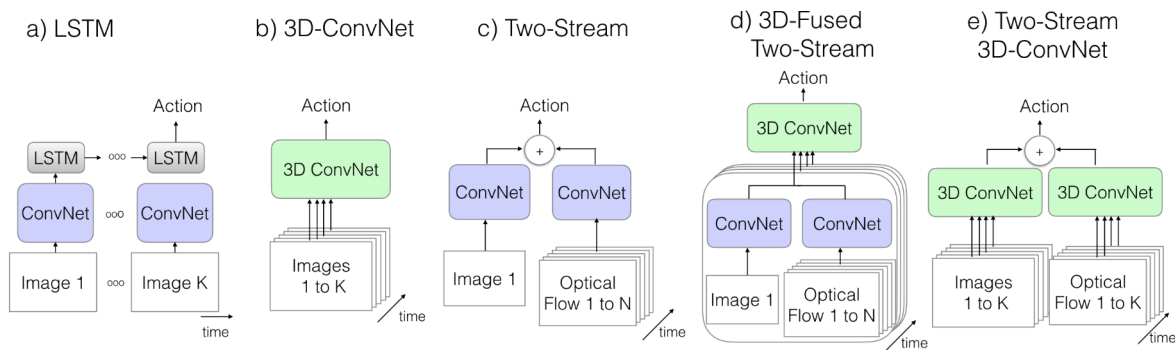 a) LSTM
Action
LSTM
ooo
LSTM
ConvNet
ooo
ConvNet
Image 1
ooo
Image K
time
b) 3D-ConvNet
Action
3D ConvNet
Images
1 to K
time
c) Two-Stream
Action
+
ConvNet
ConvNet
Image 1
Optical
Flow 1 to N
time
d) 3D-Fused
Two-Stream
Action
3D ConvNet
ConvNet
ConvNet
Image 1
Optical
Flow 1 to N
time
e) Two-Stream
3D-ConvNet
Action
+
3D ConvNet
3D ConvNet
Images
1 to K
Optical
Flow 1 to K
time